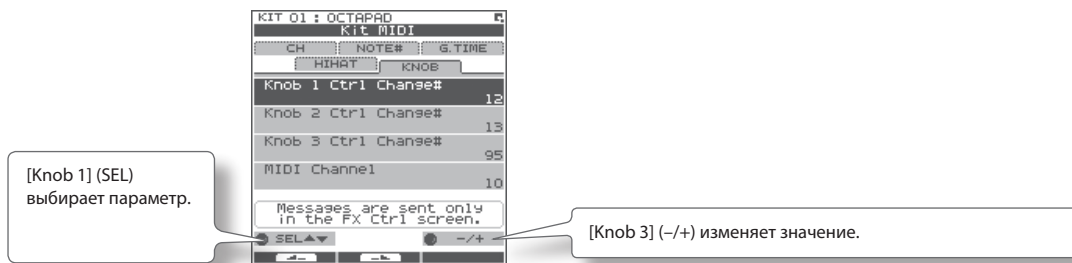 KIT 01 : OCTAPAD
Kit MIDI
CH NOTE# G.TIME
HIHAT KNOB
Knob 1 Ctrl Change#
12
Knob 2 Ctrl Change#
13
Knob 3 Ctrl Change#
95
MIDI Channel
10
Messages are sent only
in the FX Ctrl screen.
SEL▲▼ −/+
[Knob 1] (SEL)
выбирает параметр.
[Knob 3] (−/+) изменяет значение.